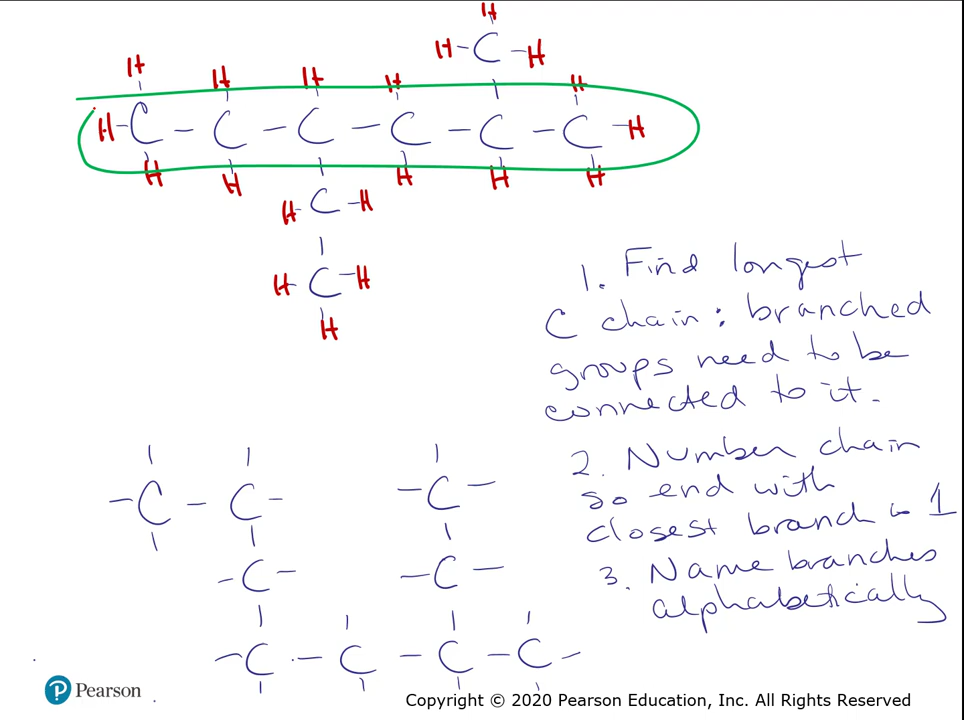 H
H - C - H
H H H H H
H - C - C - C - C - C - C - H
H H H H H
H - C - H
H - C - H
H
1. Find longest
C chain: branched
groups need to be
connected to it.
- C - C - - C -
2. Number chain
so end with
closest branch is 1
- C - - C -
3. Name branches
alphabetically
- C - C - C - C -
Pearson
Copyright © 2020 Pearson Education, Inc. All Rights Reserved